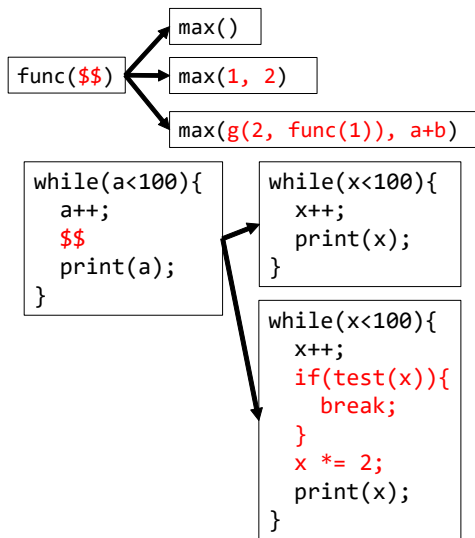 max()
func($$)
max(1, 2)
max(g(2, func(1)), a+b)
while(a<100){
  a++;
  $$
  print(a);
}
while(x<100){
  x++;
  print(x);
}
while(x<100){
  x++;
  if(test(x)){
    break;
  }
  x *= 2;
  print(x);
}